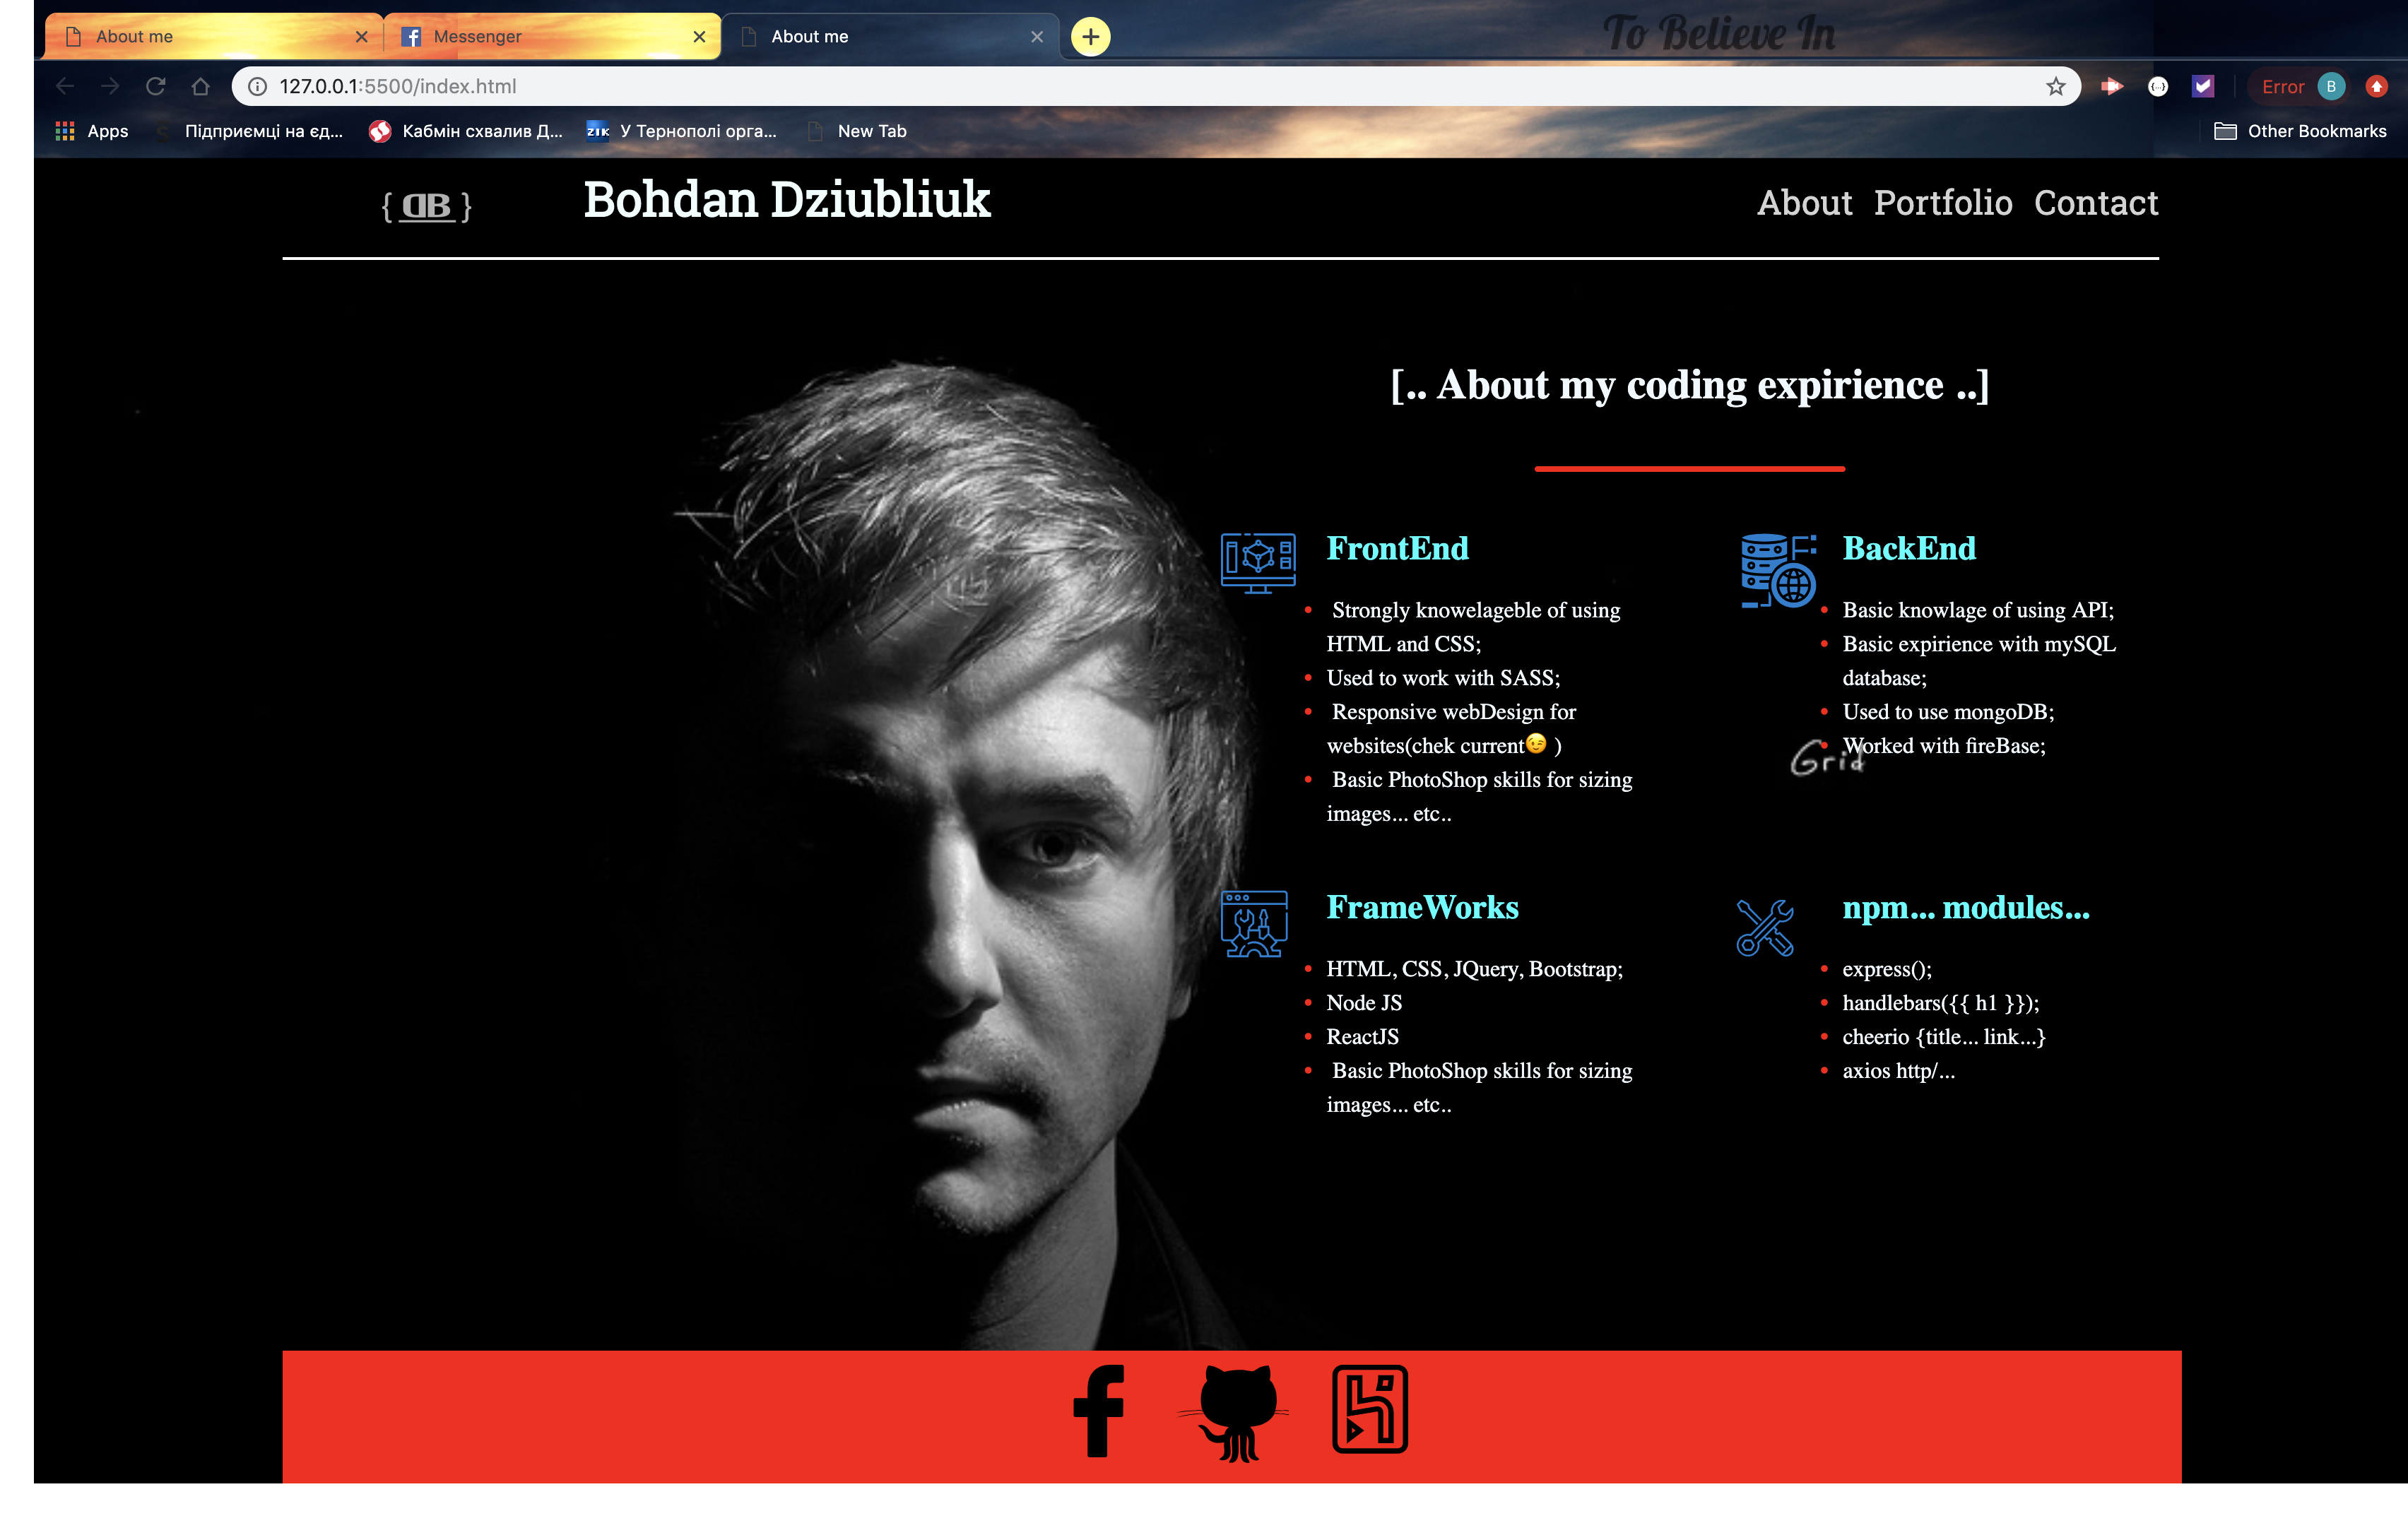 About me
Messenger
About me
To Believe In
127.0.0.1:5500/index.html
Error B
Apps
Підприємці на єд...
Кабмін схвалив Д...
ZIK У Тернополі орга...
New Tab
Other Bookmarks
{ DB }
Bohdan Dziubliuk
About Portfolio Contact
[.. About my coding expirience ..]
FrontEnd
• Strongly knowelageble of using
HTML and CSS;
• Used to work with SASS;
• Responsive webDesign for
websites(chek current😉 )
• Basic PhotoShop skills for sizing
images... etc..
BackEnd
• Basic knowlage of using API;
• Basic expirience with mySQL
database;
• Used to use mongoDB;
• Worked with fireBase;
Grid
FrameWorks
• HTML, CSS, JQuery, Bootstrap;
• Node JS
• ReactJS
• Basic PhotoShop skills for sizing
images... etc..
npm... modules...
• express();
• handlebars({{ h1 }});
• cheerio {title... link...}
• axios http/...